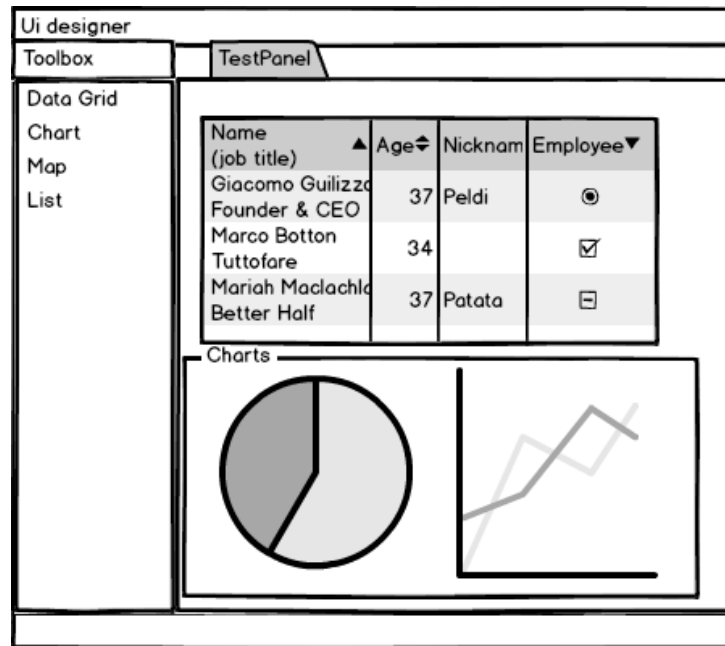 Ui designer
Toolbox
TestPanel
Data Grid
Chart
Map
List
Name
(job title)
Age
Nicknam
Employee
Giacomo Guilizzo
Founder & CEO
37
Peldi
Marco Botton
Tuttofare
34
Mariah Maclachlo
Better Half
37
Patata
Charts